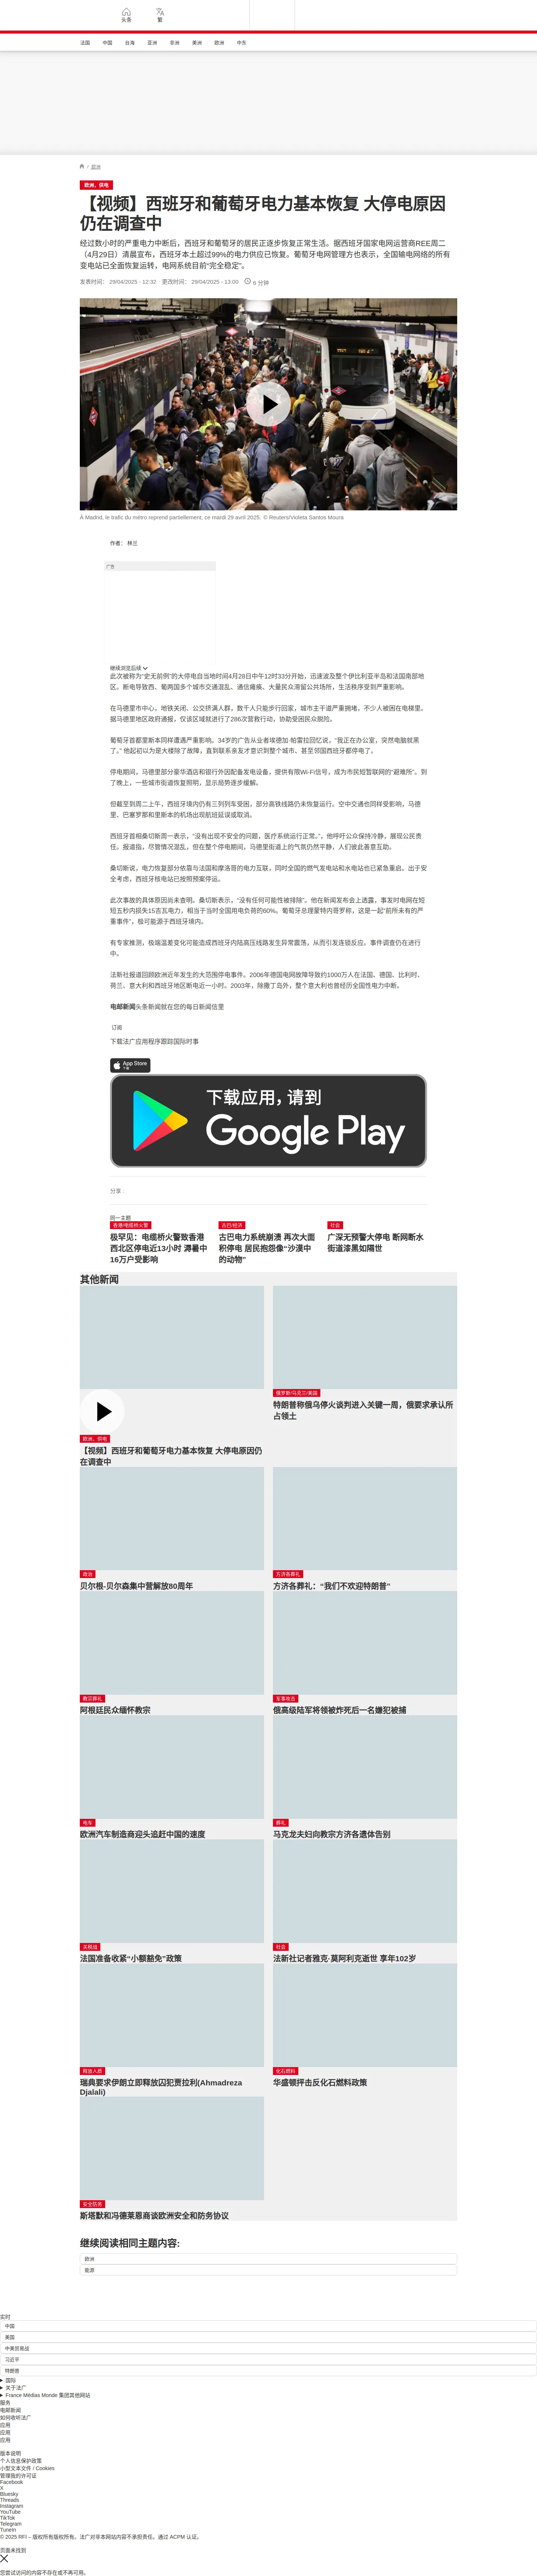 头条
繁
法国
中国
台海
亚洲
非洲
美洲
欧洲
中东
/ 欧洲
欧洲、供电
【视频】西班牙和葡萄牙电力基本恢复 大停电原因
仍在调查中
经过数小时的严重电力中断后，西班牙和葡萄牙的居民正逐步恢复正常生活。据西班牙国家电网运营商REE周二
（4月29日）清晨宣布，西班牙本土超过99%的电力供应已恢复。葡萄牙电网管理方也表示，全国输电网络的所有
变电站已全面恢复运转，电网系统目前“完全稳定”。
发表时间： 29/04/2025 - 12:32 更改时间： 29/04/2025 - 13:00 6 分钟
À Madrid, le trafic du métro reprend partiellement, ce mardi 29 avril 2025. © Reuters/Violeta Santos Moura
作者： 林兰
广告
继续浏览后续
此次被称为“史无前例”的大停电自当地时间4月28日中午12时33分开始，迅速波及整个伊比利亚半岛和法国南部地
区。断电导致西、葡两国多个城市交通混乱、通信瘫痪、大量民众滞留公共场所，生活秩序受到严重影响。
在马德里市中心，地铁关闭、公交挤满人群，数千人只能步行回家，城市主干道严重拥堵，不少人被困在电梯里。
据马德里地区政府通报，仅该区域就进行了286次营救行动，协助受困民众脱险。
葡萄牙首都里斯本同样遭遇严重影响。34岁的广告从业者埃德加·帕雷拉回忆说，“我正在办公室，突然电脑就黑
了。” 他起初以为是大楼除了故障，直到联系亲友才意识到整个城市、甚至邻国西班牙都停电了。
停电期间，马德里部分豪华酒店和银行外因配备发电设备，提供有限Wi-Fi信号，成为市民短暂联网的“避难所”。到
了晚上，一些城市街道恢复照明，显示局势逐步缓解。
但截至到周二上午，西班牙境内仍有三列列车受困，部分高铁线路仍未恢复运行。空中交通也同样受影响，马德
里、巴塞罗那和里斯本的机场出现航班延误或取消。
西班牙首相桑切斯周一表示，“没有出现不安全的问题，医疗系统运行正常。”，他呼吁公众保持冷静，展现公民责
任。报道指，尽管情况混乱，但在整个停电期间，马德里街道上的气氛仍然平静，人们彼此善意互助。
桑切斯说，电力恢复部分依靠与法国和摩洛哥的电力互联，同时全国的燃气发电站和水电站也已紧急重启。出于安
全考虑，西班牙核电站已按照预案停运。
此次事故的具体原因尚未查明。桑切斯表示，“没有任何可能性被排除”。他在新闻发布会上透露，事发时电网在短
短五秒内损失15吉瓦电力，相当于当时全国用电负荷的60%。葡萄牙总理蒙特内哥罗称，这是一起“前所未有的严
重事件”，极可能源于西班牙境内。
有专家推测，极端温差变化可能造成西班牙内陆高压线路发生异常震荡，从而引发连锁反应。事件调查仍在进行
中。
法新社报道回顾欧洲近年发生的大范围停电事件。2006年德国电网故障导致约1000万人在法国、德国、比利时、
荷兰、意大利和西班牙地区断电近一小时。2003年，除撒丁岛外，整个意大利也曾经历全国性电力中断。
电邮新闻头条新闻就在您的每日新闻信里
订阅
下载法广应用程序跟踪国际时事
App Store
下载
下载应用，请到
Google Play
分享 :
同一主题
香港/电缆桥火警
极罕见：电缆桥火警致香港
西北区停电近13小时 溽暑中
16万户受影响
古巴/经济
古巴电力系统崩溃 再次大面
积停电 居民抱怨像“沙漠中
的动物”
社会
广深无预警大停电 断网断水
街道漆黑如隔世
其他新闻
欧洲、供电
【视频】西班牙和葡萄牙电力基本恢复 大停电原因仍
在调查中
俄罗斯/乌克兰/美国
特朗普称俄乌停火谈判进入关键一周，俄要求承认所
占领土
政治
贝尔根-贝尔森集中营解放80周年
方济各葬礼
方济各葬礼：“我们不欢迎特朗普”
教宗葬礼
阿根廷民众缅怀教宗
军事攻击
俄高级陆军将领被炸死后一名嫌犯被捕
电车
欧洲汽车制造商迎头追赶中国的速度
葬礼
马克龙夫妇向教宗方济各遗体告别
关税战
法国准备收紧“小额豁免”政策
社会
法新社记者雅克·莫阿利克逝世 享年102岁
释放人质
瑞典要求伊朗立即释放囚犯贾拉利(Ahmadreza
Djalali)
化石燃料
华盛顿抨击反化石燃料政策
安全防务
斯塔默和冯德莱恩商谈欧洲安全和防务协议
继续阅读相同主题内容:
欧洲
能源
实时
中国
美国
中美贸易战
习近平
特朗普
国际
关于法广
France Médias Monde 集团其他网站
服务
电邮新闻
如何收听法广
应用
应用
应用
版本说明
个人信息保护政策
小型文本文件 / Cookies
管理我的许可证
Facebook
X
Bluesky
Threads
Instagram
YouTube
TikTok
Telegram
TuneIn
© 2025 RFI – 版权所有版权所有。法广对非本网站内容不承担责任。通过 ACPM 认证。
页面未找到
您尝试访问的内容不存在或不再可用。